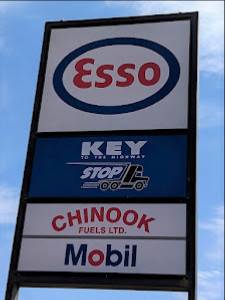 Esso
KEY
TO THE HIGHWAY
STOP
CHINOOK
FUELS LTD.
Mobil